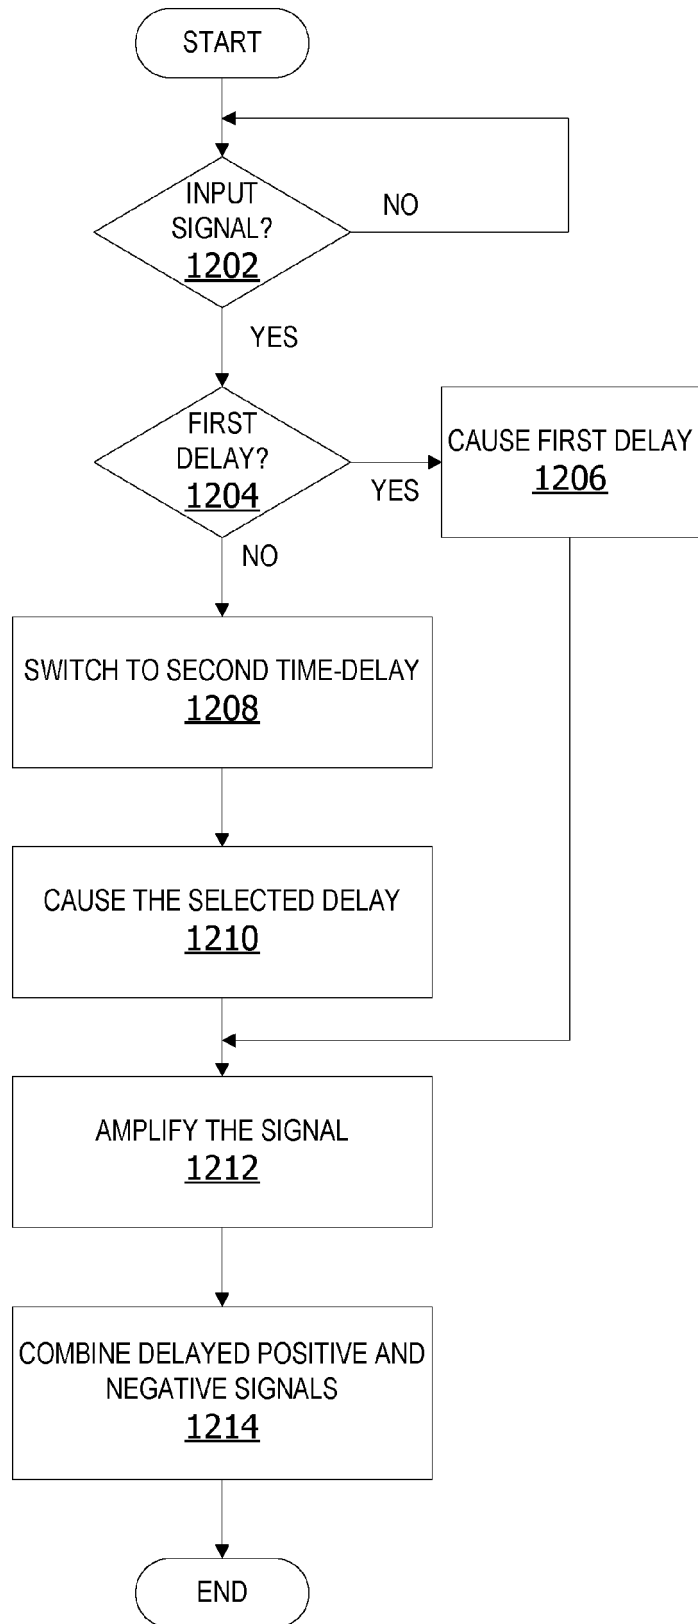 START
INPUT
SIGNAL?
1202
NO
YES
FIRST
DELAY?
1204
YES
CAUSE FIRST DELAY
1206
NO
SWITCH TO SECOND TIME-DELAY
1208
CAUSE THE SELECTED DELAY
1210
AMPLIFY THE SIGNAL
1212
COMBINE DELAYED POSITIVE AND
NEGATIVE SIGNALS
1214
END